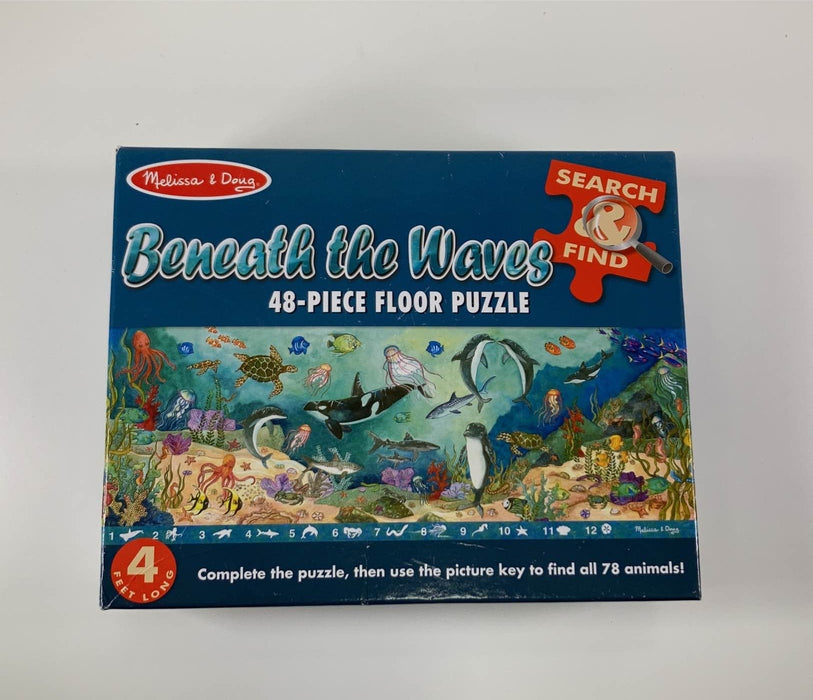 Melissa & Doug
SEARCH
&
FIND
Beneath the Waves
48-PIECE FLOOR PUZZLE
1 2 3 4 5 6 7 8 9 10 11 12
Melissa & Doug
4
FEET LONG
Complete the puzzle, then use the picture key to find all 78 animals!